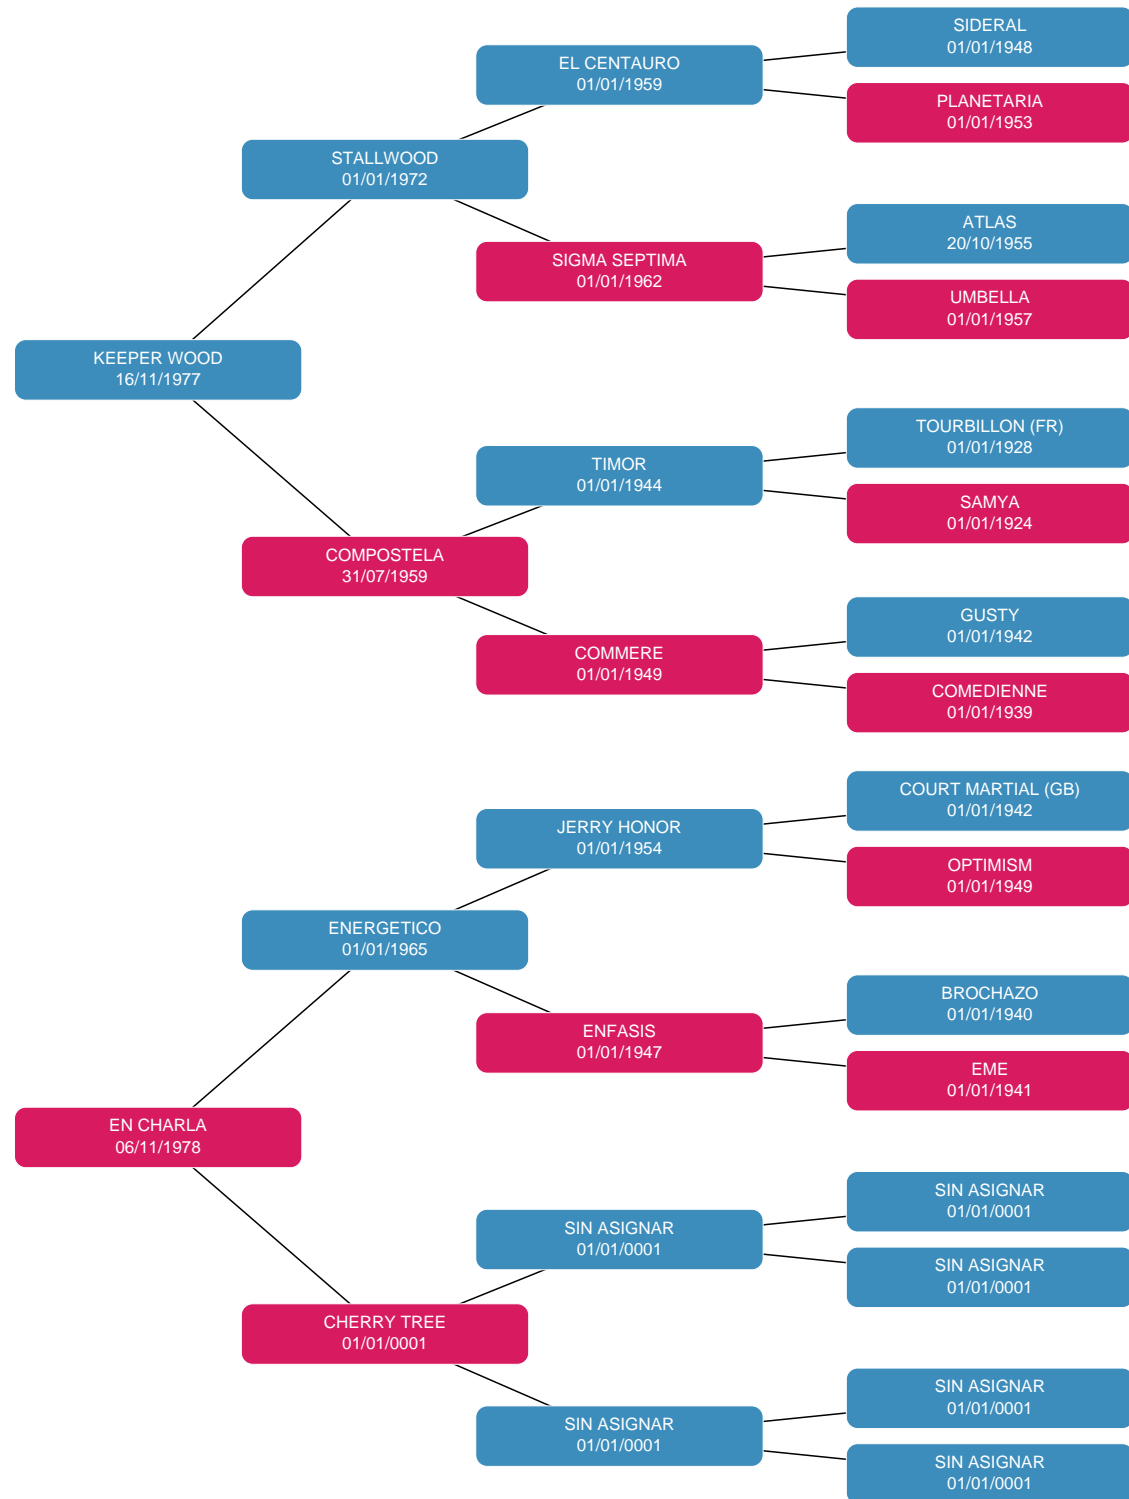 SIDERAL
01/01/1948
EL CENTAURO
01/01/1959
PLANETARIA
01/01/1953
STALLWOOD
01/01/1972
ATLAS
20/10/1955
SIGMA SEPTIMA
01/01/1962
UMBELLA
01/01/1957
KEEPER WOOD
16/11/1977
TOURBILLON (FR)
01/01/1928
TIMOR
01/01/1944
SAMYA
01/01/1924
COMPOSTELA
31/07/1959
GUSTY
01/01/1942
COMMERE
01/01/1949
COMEDIENNE
01/01/1939
COURT MARTIAL (GB)
01/01/1942
JERRY HONOR
01/01/1954
OPTIMISM
01/01/1949
ENERGETICO
01/01/1965
BROCHAZO
01/01/1940
ENFASIS
01/01/1947
EME
01/01/1941
EN CHARLA
06/11/1978
SIN ASIGNAR
01/01/0001
SIN ASIGNAR
01/01/0001
SIN ASIGNAR
01/01/0001
CHERRY TREE
01/01/0001
SIN ASIGNAR
01/01/0001
SIN ASIGNAR
01/01/0001
SIN ASIGNAR
01/01/0001